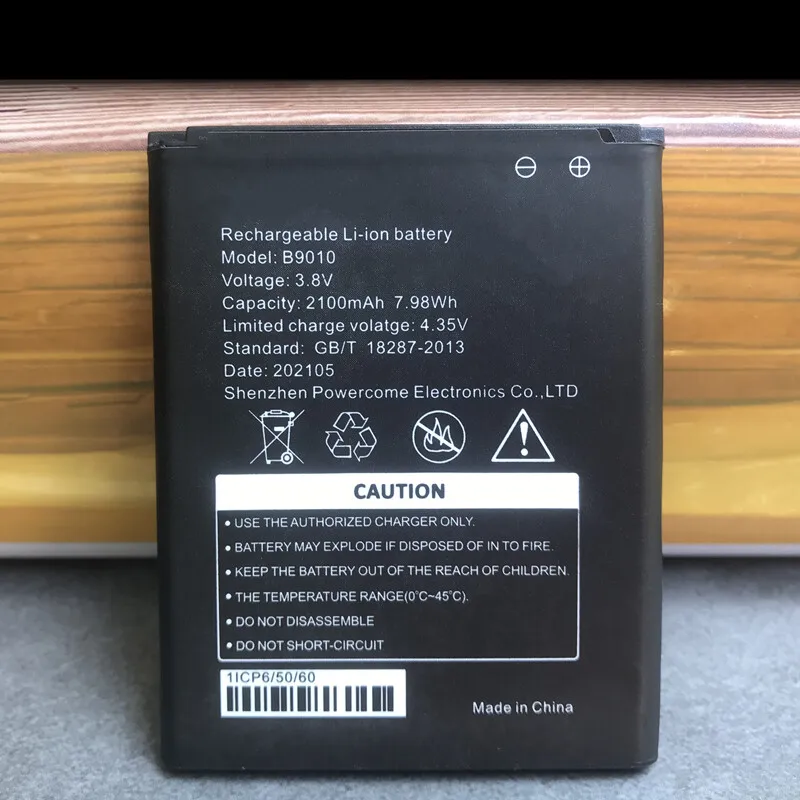 Rechargeable Li-ion battery
Model: B9010
Voltage: 3.8V
Capacity: 2100mAh 7.98Wh
Limited charge volatge: 4.35V
Standard: GB/T 18287-2013
Date: 202105
Shenzhen Powercome Electronics Co.,LTD
CAUTION
• USE THE AUTHORIZED CHARGER ONLY.
• BATTERY MAY EXPLODE IF DISPOSED OF IN TO FIRE.
• KEEP THE BATTERY OUT OF THE REACH OF CHILDREN.
• THE TEMPERATURE RANGE(0°C~45°C).
• DO NOT DISASSEMBLE
• DO NOT SHORT-CIRCUIT
1ICP6/50/60
Made in China